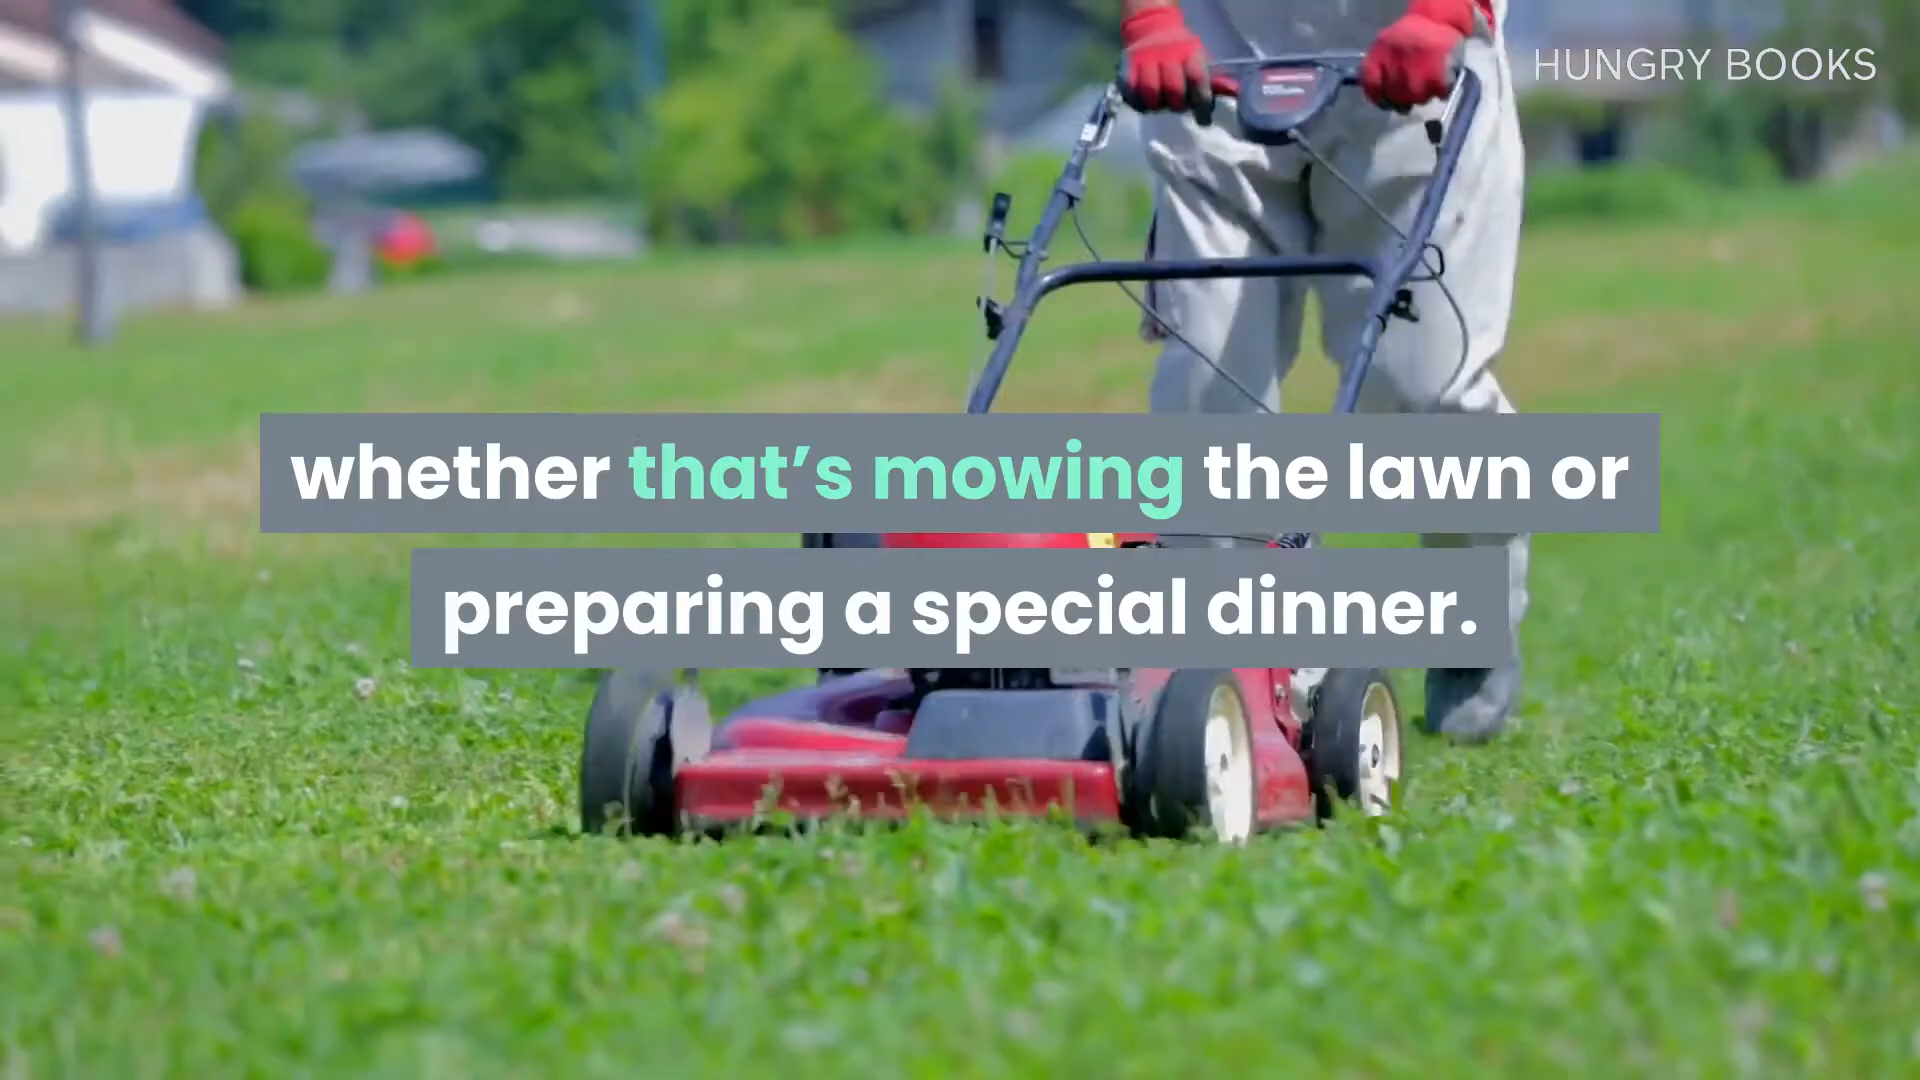 HUNGRY BOOKS
whether that’s mowing the lawn or
preparing a special dinner.